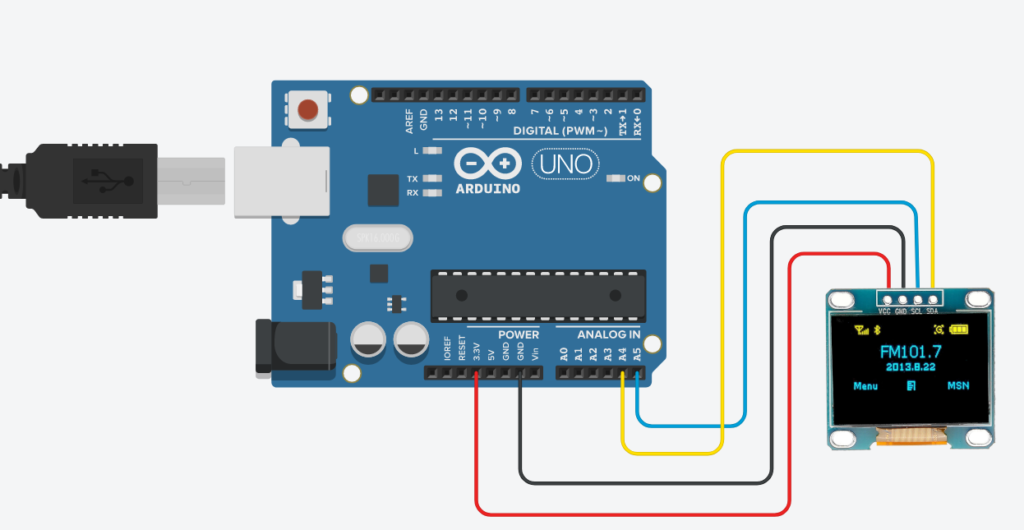 AREF
GND
13
12
~11
~10
~9
8
7
~6
~5
4
~3
2
TX→1
RX←0
DIGITAL (PWM~)
L
TX
RX
ARDUINO
UNO
ON
POWER
ANALOG IN
IOREF
RESET
3.3V
5V
GND
GND
Vin
A0
A1
A2
A3
A4
A5
VCC GND SCL SDA
FM101.7
2013.8.22
Menu MSN